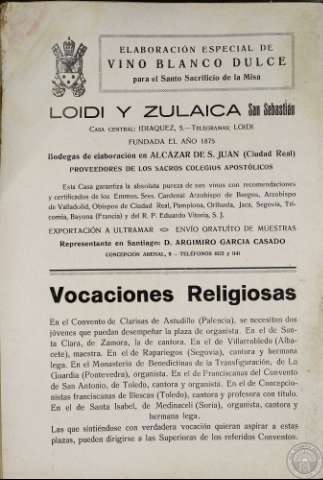 ELABORACIÓN ESPECIAL DE
VINO BLANCO DULCE
para el Santo Sacrificio de la Misa
LOIDI Y ZULAICA San Sebastián
CASA CENTRAL: IDIAQUEZ, 5.—TELEGRAMAS; LOIDI
FUNDADA EL AÑO 1875
Bodegas de elaboración en ALCÁZAR DE S. JUAN (Ciudad Real)
PROVEEDORES DE LOS SACROS COLEGIOS APOSTÓLICOS
Esta Casa garantiza la absoluta pureza de sus vinos con recomendaciones
y certificados de los Emmos. Sres. Cardenal Arzobispo de Burgos, Arzobispo
de Valladolid, Obispos de Ciudad Real, Pamplona, Orihuela, Jaca, Segovia,
comia, Bayona (Francia) y del R. P. Eduardo Vitoria, S. J.
EXPORTACIÓN A ULTRAMAR ENVÍO GRATUÍTO DE MUESTRAS
Representante en Santiago: D. ARGIMIRO GARCIA CASADO
CONCEPCIÓN ARENAL, TELÉFONOS y
Vocaciones Religiosas
En el Convento de Clarisas de Astudillo (Palencia), se necesitan dos
jóvenes que puedan desempeñar la plaza de organista. En el de San-
ta Clara, de Zamora, la de cantora. En el de Villarrobledo (Alba-
cete), maestra. En el de Rapariegos (Segovia), cantora y hermana
lega. En el Monasterio de Benedictinas de la Transfiguración, de La
Guardia (Pontevedra), organista. En el de Franciscanas del Convento
de San Antonio, de Toledo, cantora y organista. En el de Concepcio-
nistas franciscanas de Illescas (Toledo), cantora y profesora con título.
En el de Santa Isabel, de Medinaceli (Soria), organista, cantora y
hermana lega.
Las que sintiéndose con verdadera vocación quieran aspirar a estas
plazas, pueden dirigirse a las Superioras de los referidos Conventos.